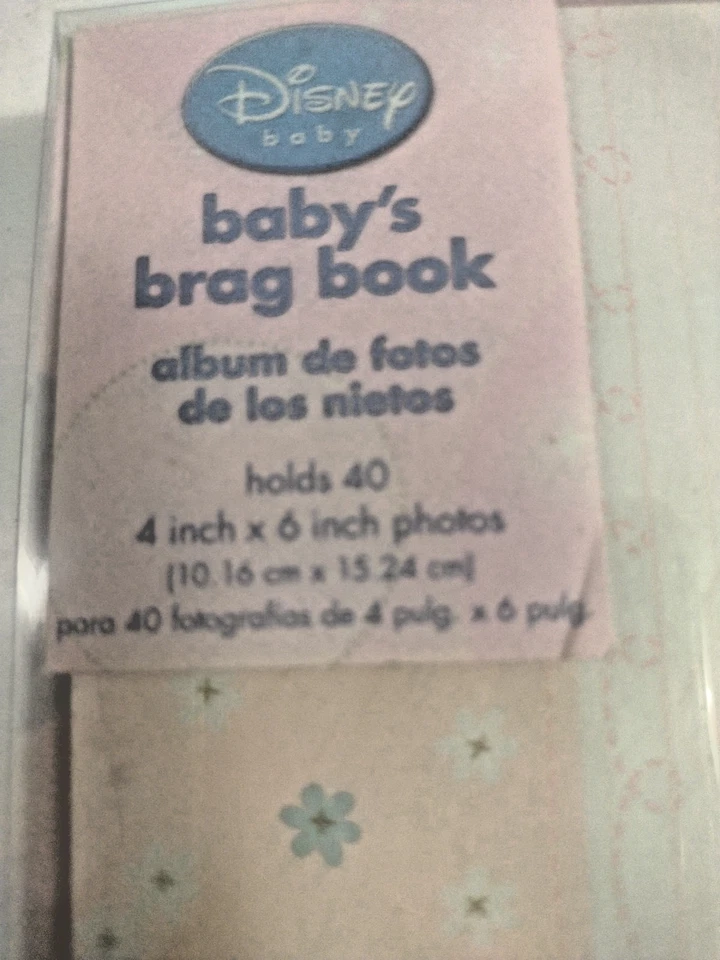 Disney
baby
baby's
brag book
album de fotos
de los nietos
holds 40
4 inch x 6 inch photos
(10.16 cm x 15.24 cm)
para 40 fotografías de 4 pulg. x 6 pulg.